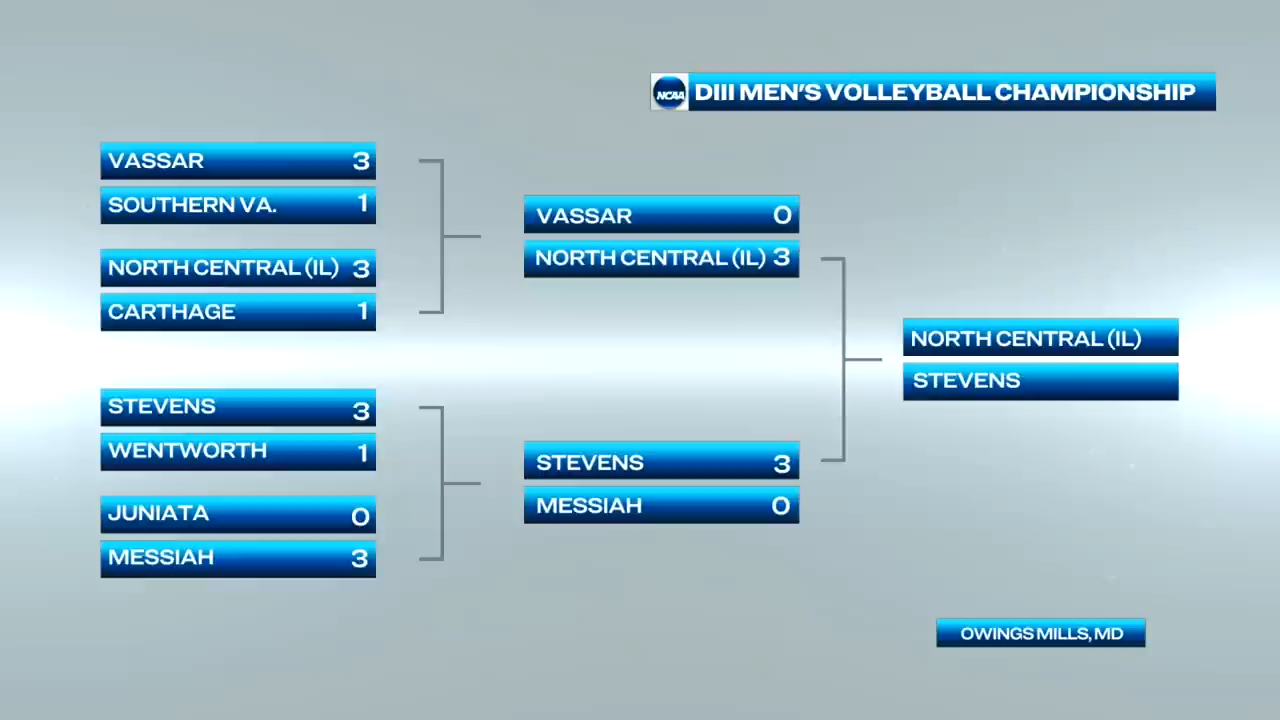 NCAA DIII MEN'S VOLLEYBALL CHAMPIONSHIP
VASSAR 3
SOUTHERN VA. 1
NORTH CENTRAL (IL) 3
CARTHAGE 1
STEVENS 3
WENTWORTH 1
JUNIATA 0
MESSIAH 3
VASSAR 0
NORTH CENTRAL (IL) 3
STEVENS 3
MESSIAH 0
NORTH CENTRAL (IL)
STEVENS
OWINGS MILLS, MD